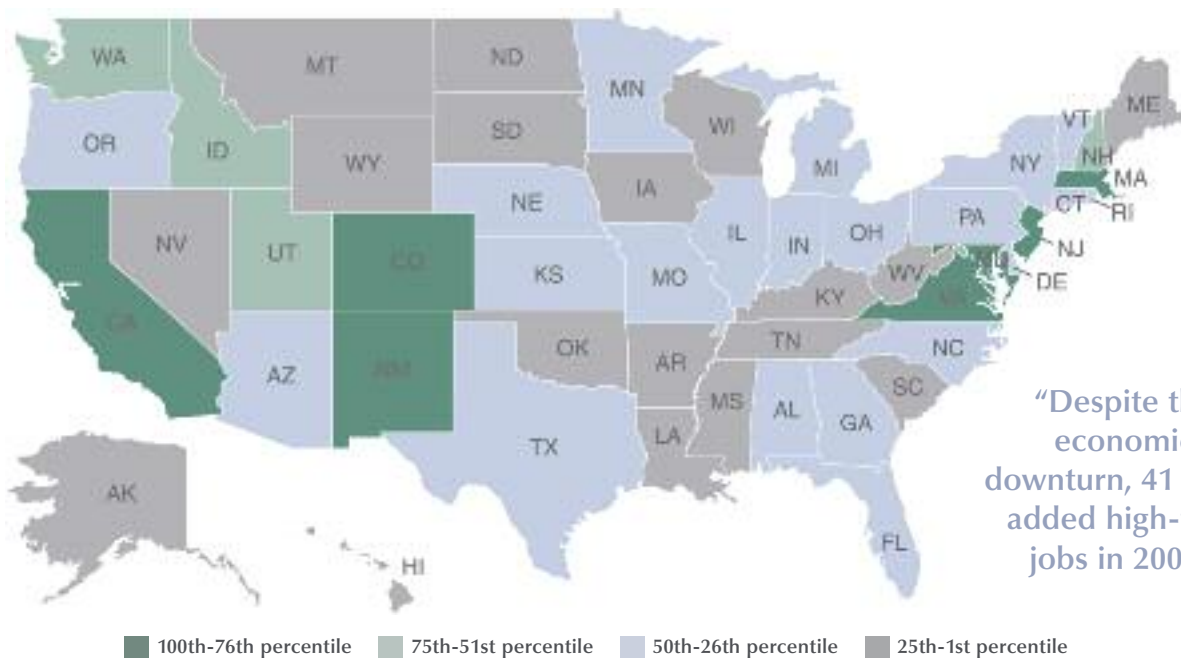 WA
MT
ND
MN
ME
VT
OR
ID
SD
WI
NH
WY
NY
MI
MA
IA
CT
RI
NE
PA
NV
UT
CO
IL
IN
OH
NJ
KS
MO
WV
DE
CA
KY
VA
TN
NC
AZ
NM
OK
AR
SC
MS
AL
GA
TX
LA
AK
FL
HI
“Despite
economi
downturn, 41
added high-
jobs in 200
100th-76th percentile
75th-51st percentile
50th-26th percentile
25th-1st percentile